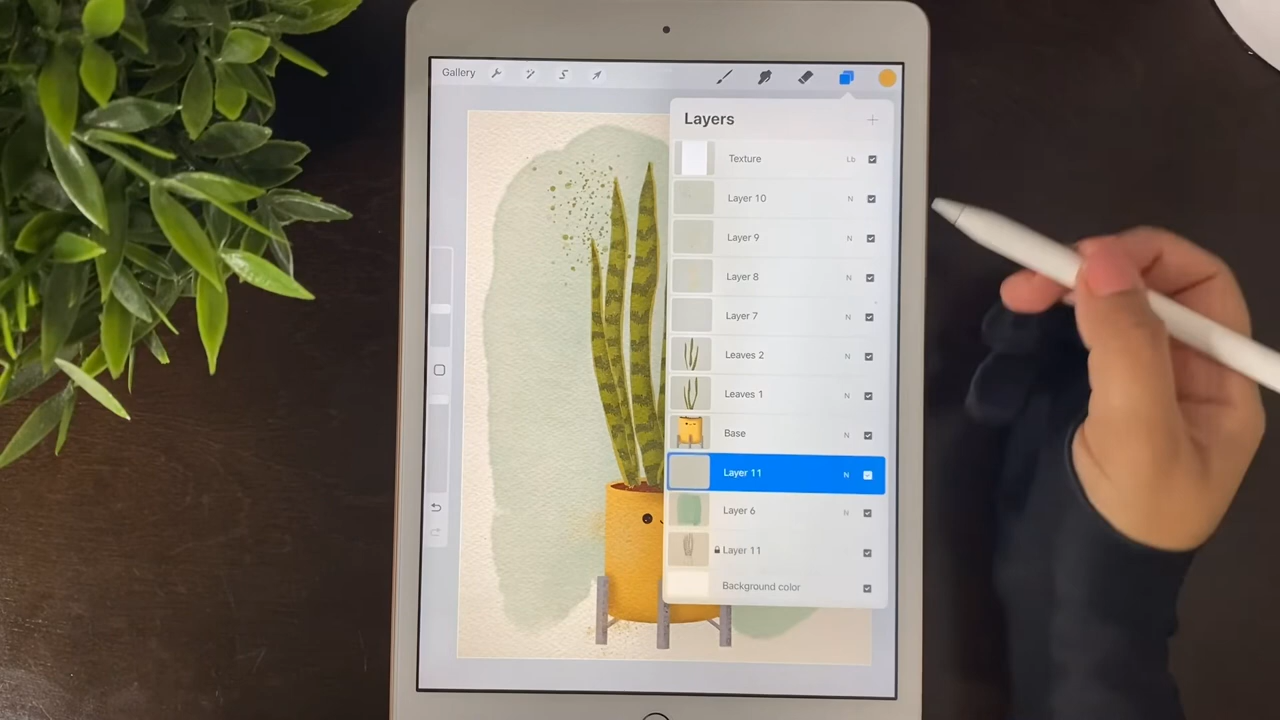 Gallery
Layers
Texture Lb
Layer 10 N
Layer 9 N
Layer 8 N
Layer 7 N
Leaves 2 N
Leaves 1 N
Base N
Layer 11 N
Layer 6 N
Layer 11
Background color